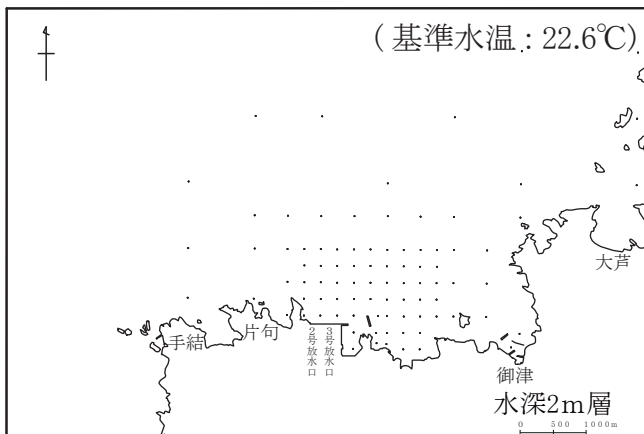 (基準水温:22.6℃)
大芦
手結
片句
2号放水口
3号放水口
御津
水深2m層
0 500 1000m